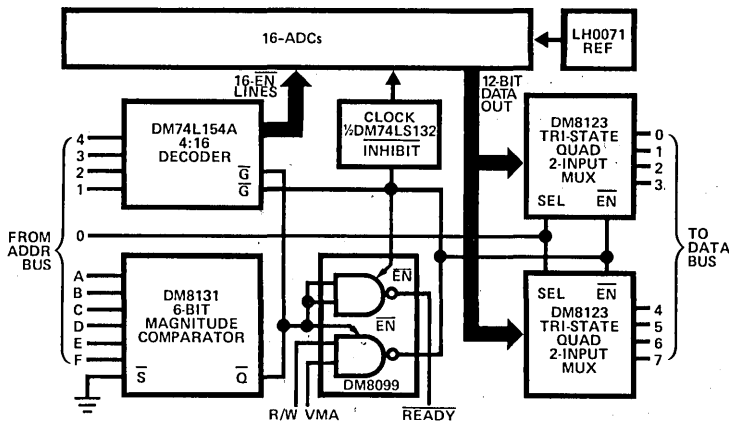 16-ADCs
LH0071
REF
16-EN
LINES
12-BIT
DATA
OUT
DM74L154A
4:16
DECODER
G
G
4
3
2
1
CLOCK
½DM74LS132
INHIBIT
DM8123
TRI-STATE
QUAD
2-INPUT
MUX
SEL
EN
0
1
2
3
FROM
ADDR
BUS
0
TO
DATA
BUS
A
B
C
D
E
F
DM8131
6-BIT
MAGNITUDE
COMPARATOR
S
Q
EN
EN
DM8099
R/W
VMA
READY
SEL
EN
DM8123
TRI-STATE
QUAD
2-INPUT
MUX
4
5
6
7